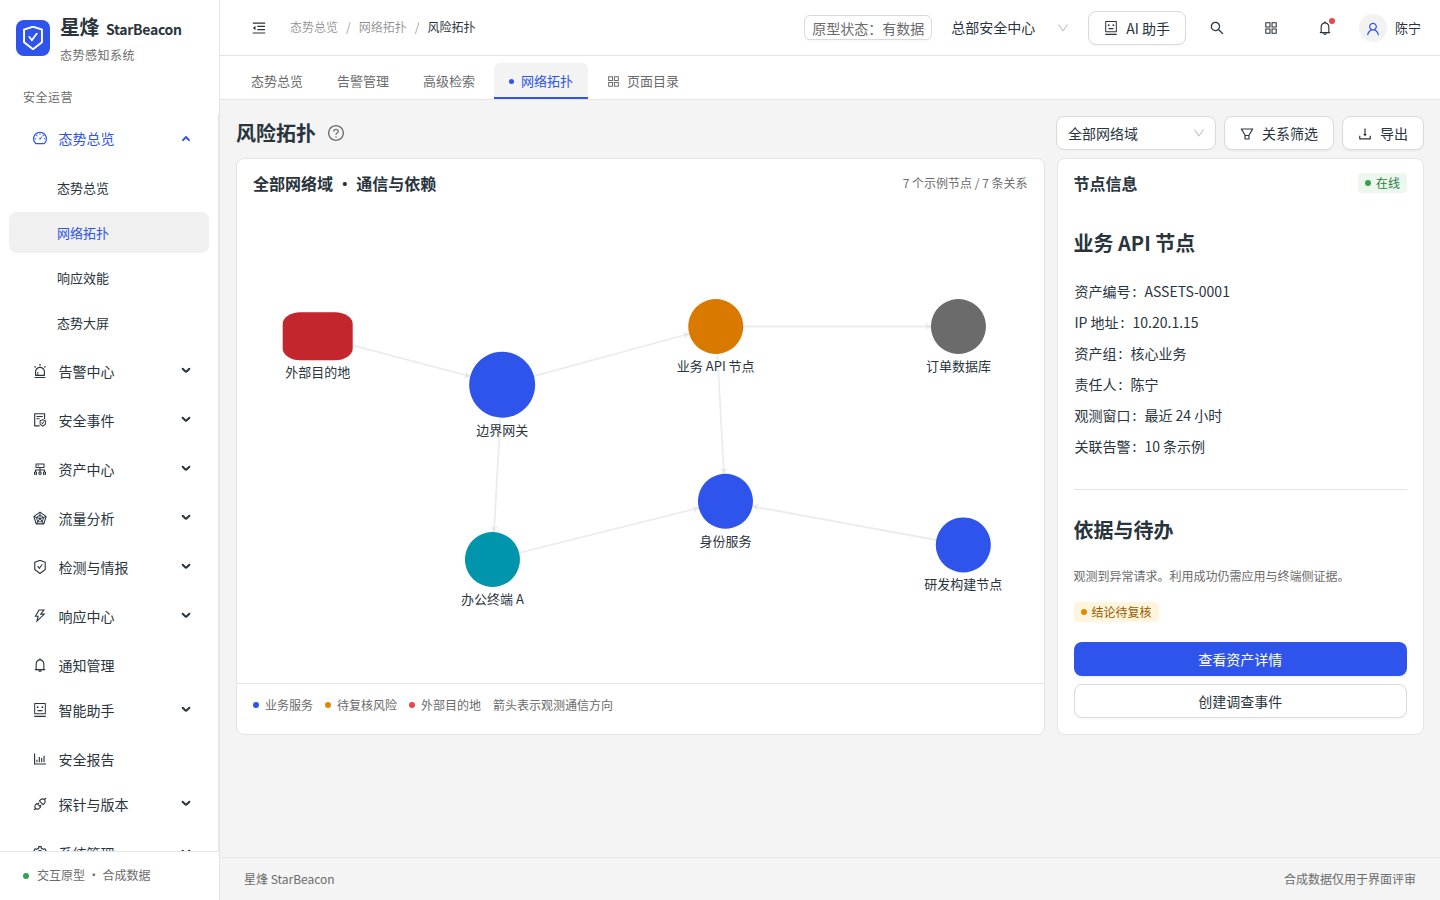 星烽 StarBeacon
态势感知系统
安全运营
态势总览
态势总览
网络拓扑
响应效能
态势大屏
告警中心
安全事件
资产中心
流量分析
检测与情报
响应中心
通知管理
智能助手
安全报告
探针与版本
交互原型 · 合成数据
态势总览 / 网络拓扑 / 风险拓扑
原型状态：有数据
总部安全中心
AI 助手
陈宁
态势总览
告警管理
高级检索
网络拓扑
页面目录
风险拓扑
全部网络域
关系筛选
导出
全部网络域 · 通信与依赖
7 个示例节点 / 7 条关系
外部目的地
边界网关
业务 API 节点
订单数据库
办公终端 A
身份服务
研发构建节点
业务服务
待复核风险
外部目的地
箭头表示观测通信方向
节点信息
在线
业务 API 节点
资产编号：ASSETS-0001
IP 地址：10.20.1.15
资产组：核心业务
责任人：陈宁
观测窗口：最近 24 小时
关联告警：10 条示例
依据与待办
观测到异常请求。利用成功仍需应用与终端侧证据。
结论待复核
查看资产详情
创建调查事件
星烽 StarBeacon
合成数据仅用于界面评审